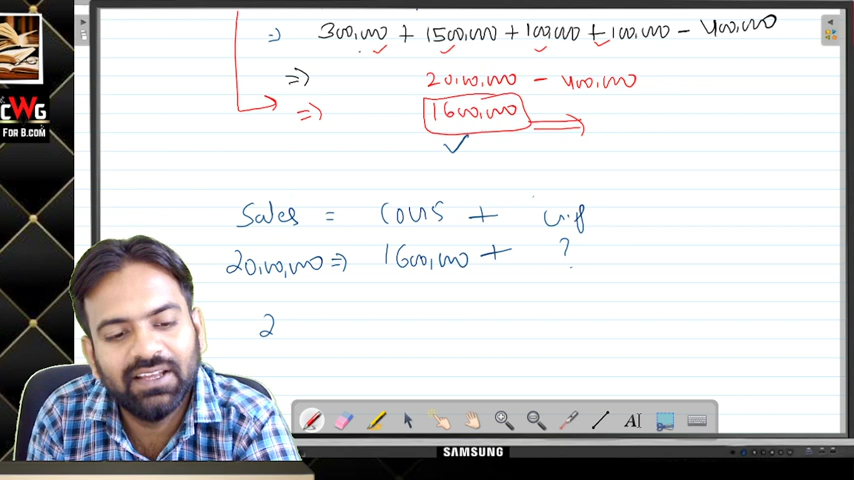 =) 300,000 + 1500,000 + 100,000 + 100,000 - 400,000
=) 20,00,000 - 400,000
=) 1600,000
CWG
FOR B.COM
Sales = COGS + G.P
20,00,000 =) 1600,000 + ?
2
AI
SAMSUNG